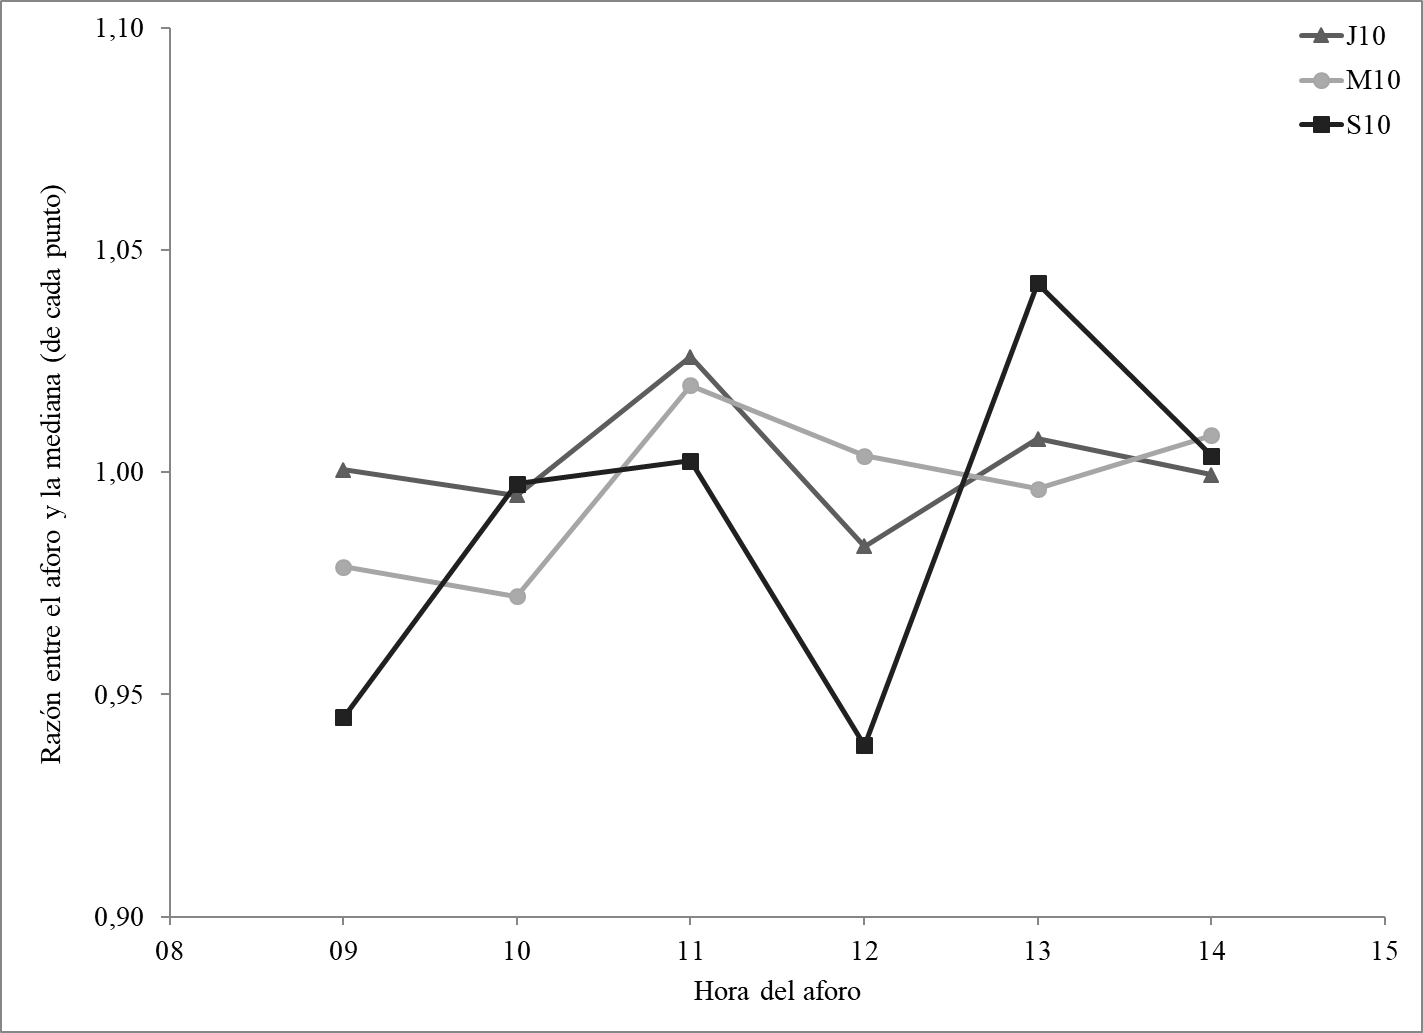 1,10
1,05
1,00
0,95
0,90
Razón entre el aforo y la mediana (de cada punto)
J10
M10
S10
08 09 10 11 12 13 14 15
Hora del aforo